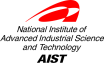 National Institute of
Advanced Industrial Science
and Technology
AIST